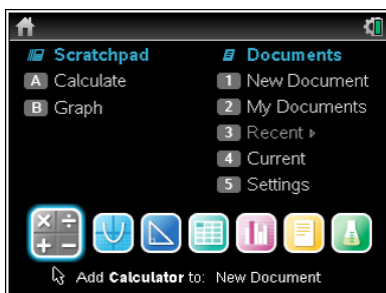 Scratchpad
A Calculate
B Graph
Documents
1 New Document
2 My Documents
3 Recent ▸
4 Current
5 Settings
Add Calculator to: New Document